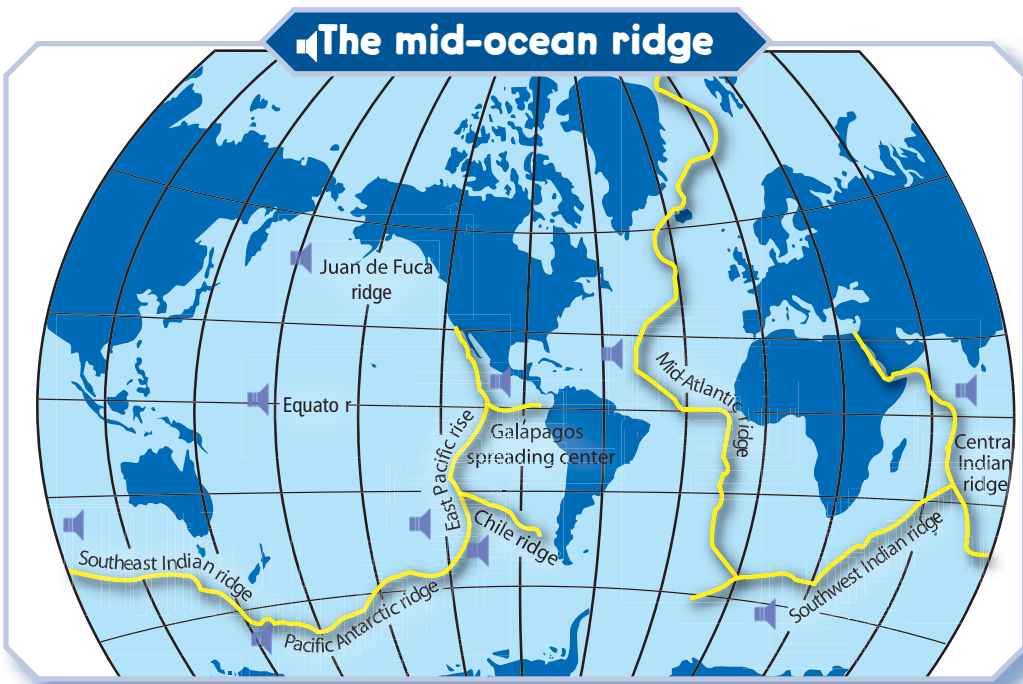 The mid-ocean ridge
Juan de Fuca
ridge
Equato r
Mid-Atlantic ridge
Galapagos
spreading center
East Pacific rise
Chile ridge
Central
Indian
ridge
Southeast Indian ridge
Pacific Antarctic ridge
Southwest Indian ridge